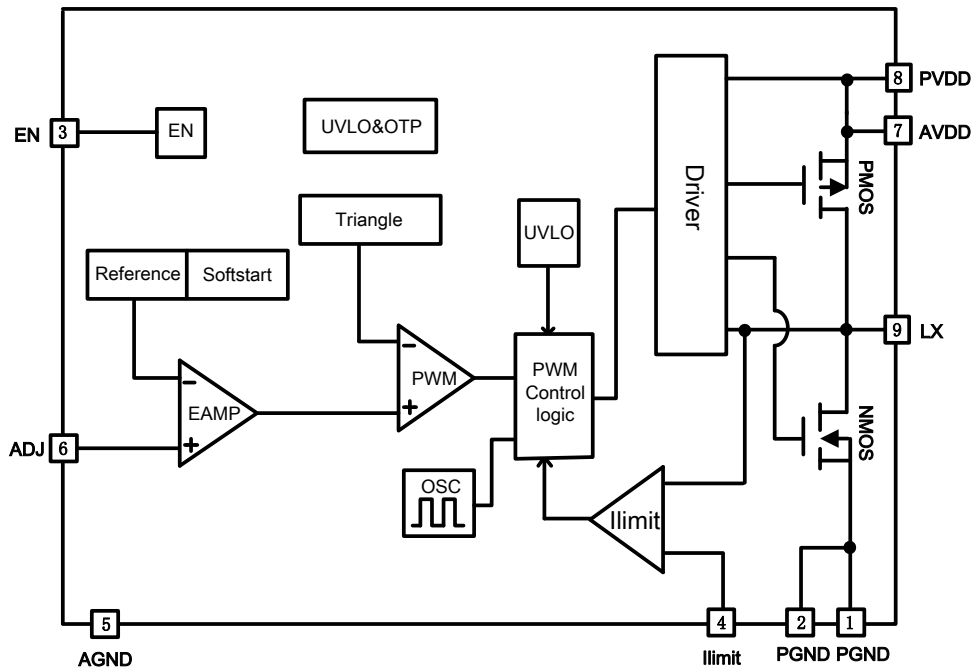 8 PVDD
EN 3 EN
UVLO&OTP
7 AVDD
Driver
PMOS
Triangle
UVLO
Reference Softstart
9 LX
−
PWM
+
PWM
Control
logic
−
EAMP
+
NMOS
ADJ 6
OSC
Ilimit
5
AGND
4
Ilimit
2
PGND
1
PGND